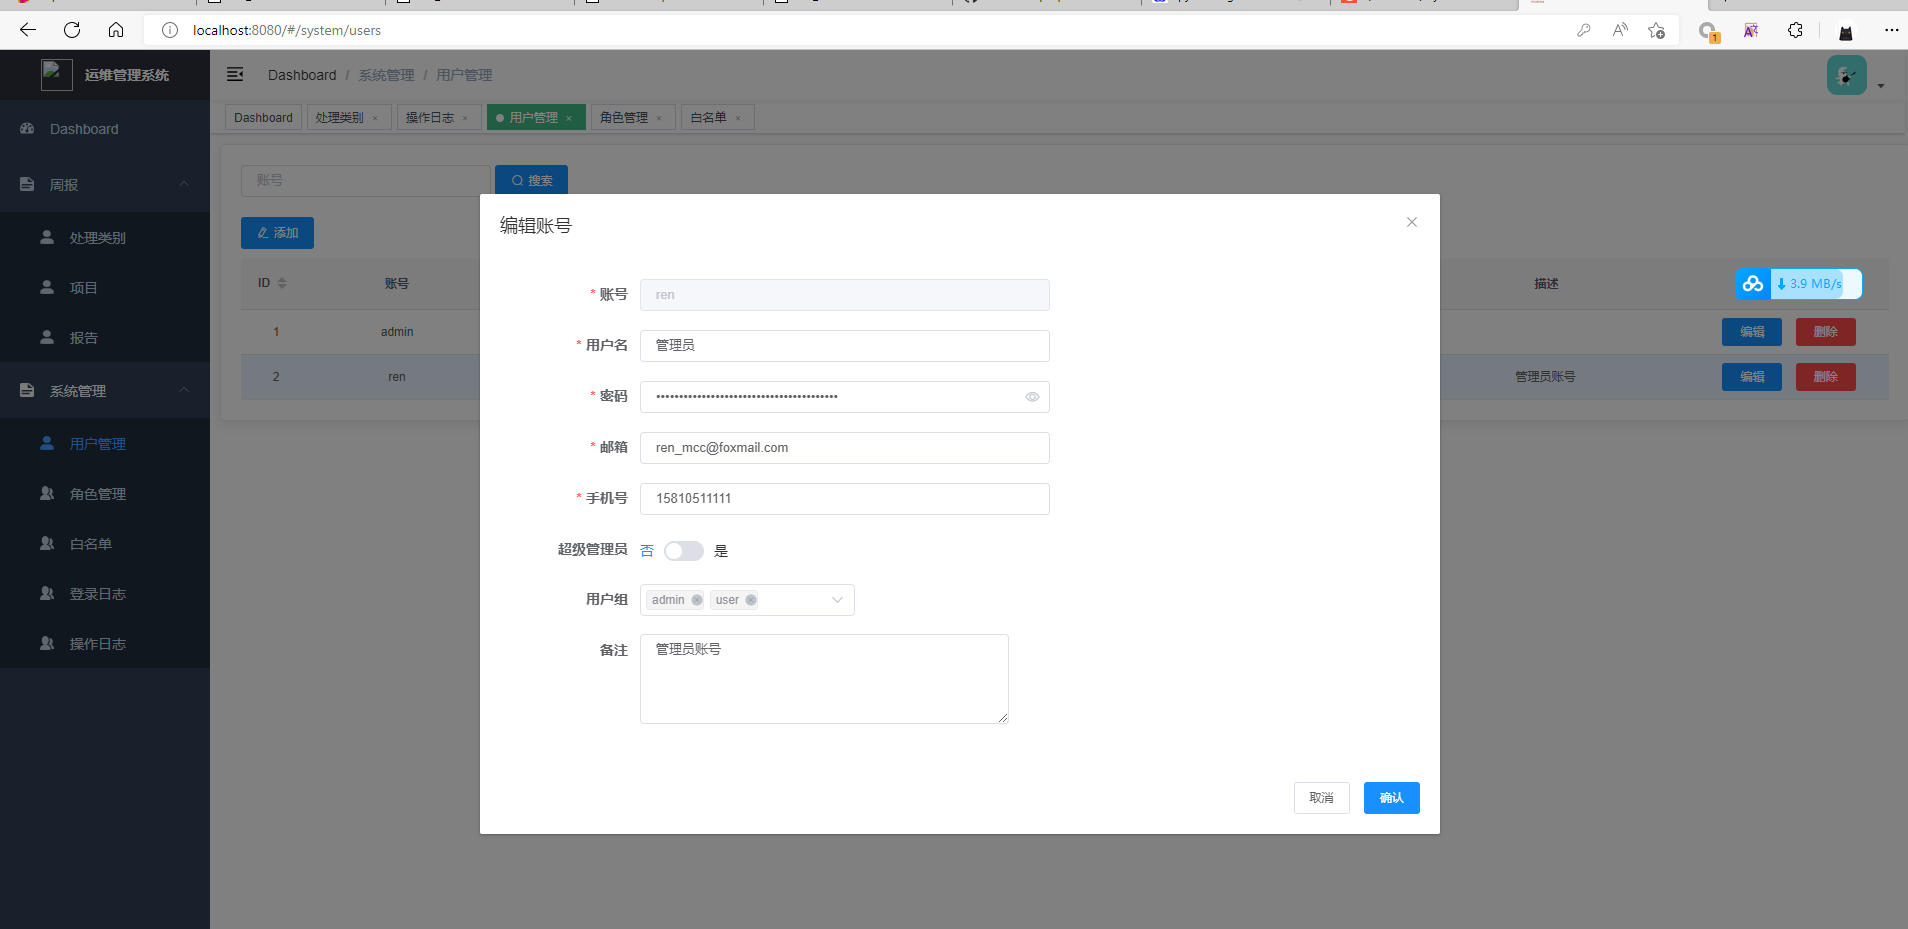 localhost:8080/#/system/users
1
运维管理系统
Dashboard / 系统管理 / 用户管理
Dashboard
处理类别 ×
操作日志 ×
用户管理 ×
角色管理 ×
白名单 ×
Dashboard
周报
处理类别
项目
报告
系统管理
用户管理
角色管理
白名单
登录日志
操作日志
账号
搜索
添加
ID 账号 描述
3.9 MB/s
1 admin 编辑 删除
2 ren 管理员账号 编辑 删除
编辑账号
* 账号 ren
* 用户名 管理员
* 密码 ••••••••••••••••••••••••••••••••••••••••
* 邮箱 ren_mcc@foxmail.com
* 手机号 15810511111
超级管理员 否 是
用户组 admin user
备注 管理员账号
取消 确认